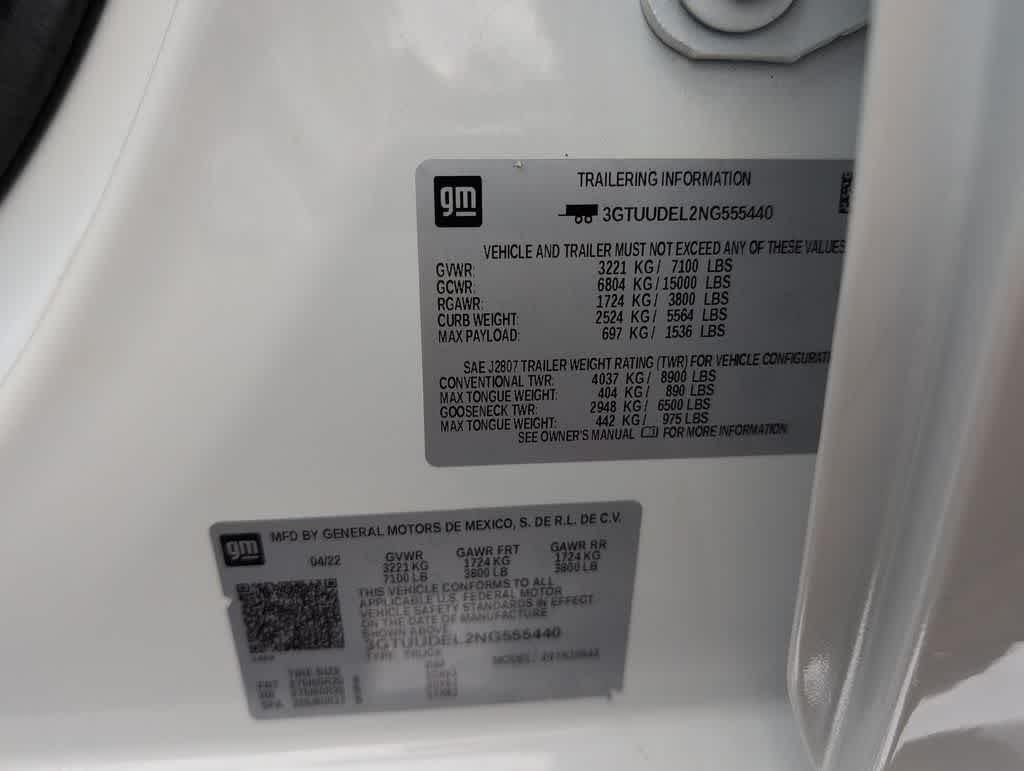 gm
TRAILERING INFORMATION
3GTUUDEL2NG555440
VEHICLE AND TRAILER MUST NOT EXCEED ANY OF THESE VALUES
GVWR: 3221 KG/ 7100 LBS
GCWR: 6804 KG/15000 LBS
RGAWR: 1724 KG/ 3800 LBS
CURB WEIGHT: 2524 KG/ 5564 LBS
MAX PAYLOAD: 697 KG/ 1536 LBS
SAE J2807 TRAILER WEIGHT RATING (TWR) FOR VEHICLE CONFIGURATI
CONVENTIONAL TWR: 4037 KG/ 8900 LBS
MAX TONGUE WEIGHT: 404 KG/ 890 LBS
GOOSENECK TWR: 2948 KG/ 6500 LBS
MAX TONGUE WEIGHT: 442 KG/ 975 LBS
SEE OWNER'S MANUAL FOR MORE INFORMATION
gm
MFD BY GENERAL MOTORS DE MEXICO, S. DE R.L. DE C.V.
04/22 GVWR GAWR FRT GAWR RR
3221 KG 1724 KG 1724 KG
7100 LB 3800 LB 3800 LB
THIS VEHICLE CONFORMS TO ALL
APPLICABLE U.S. FEDERAL MOTOR
VEHICLE SAFETY STANDARDS IN EFFECT
ON THE DATE OF MANUFACTURE
SHOWN ABOVE
3GTUUDEL2NG555440
TYPE: TRUCK MODEL:
TIRE SIZE
FRT
RR
SPA